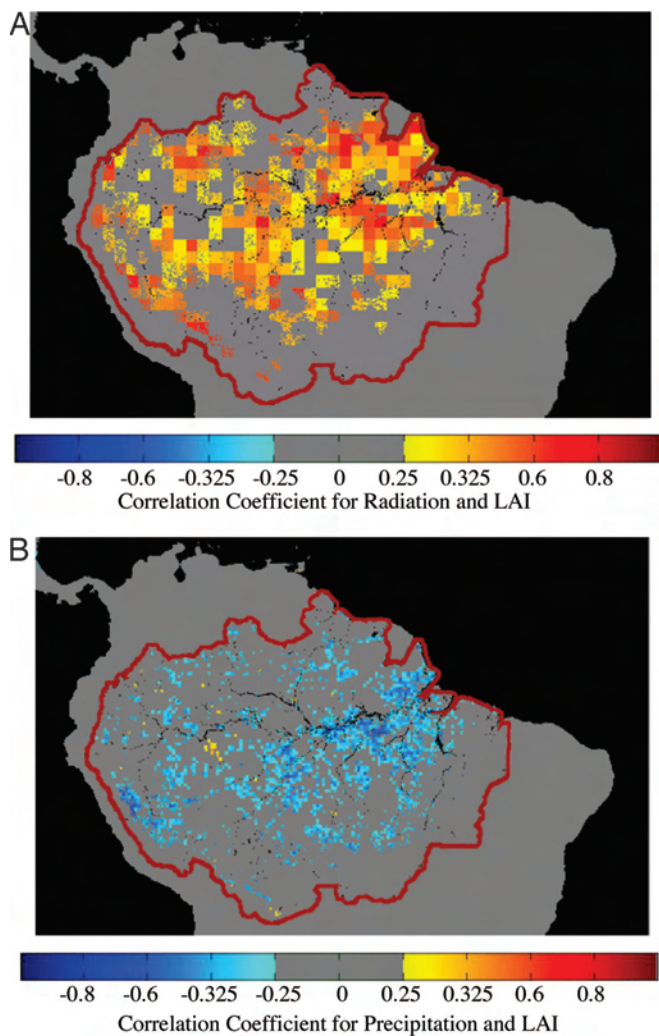 A
-0.8 -0.6 -0.325 -0.25 0 0.25 0.325 0.6 0.8
Correlation Coefficient for Radiation and LAI
B
-0.8 -0.6 -0.325 -0.25 0 0.25 0.325 0.6 0.8
Correlation Coefficient for Precipitation and LAI